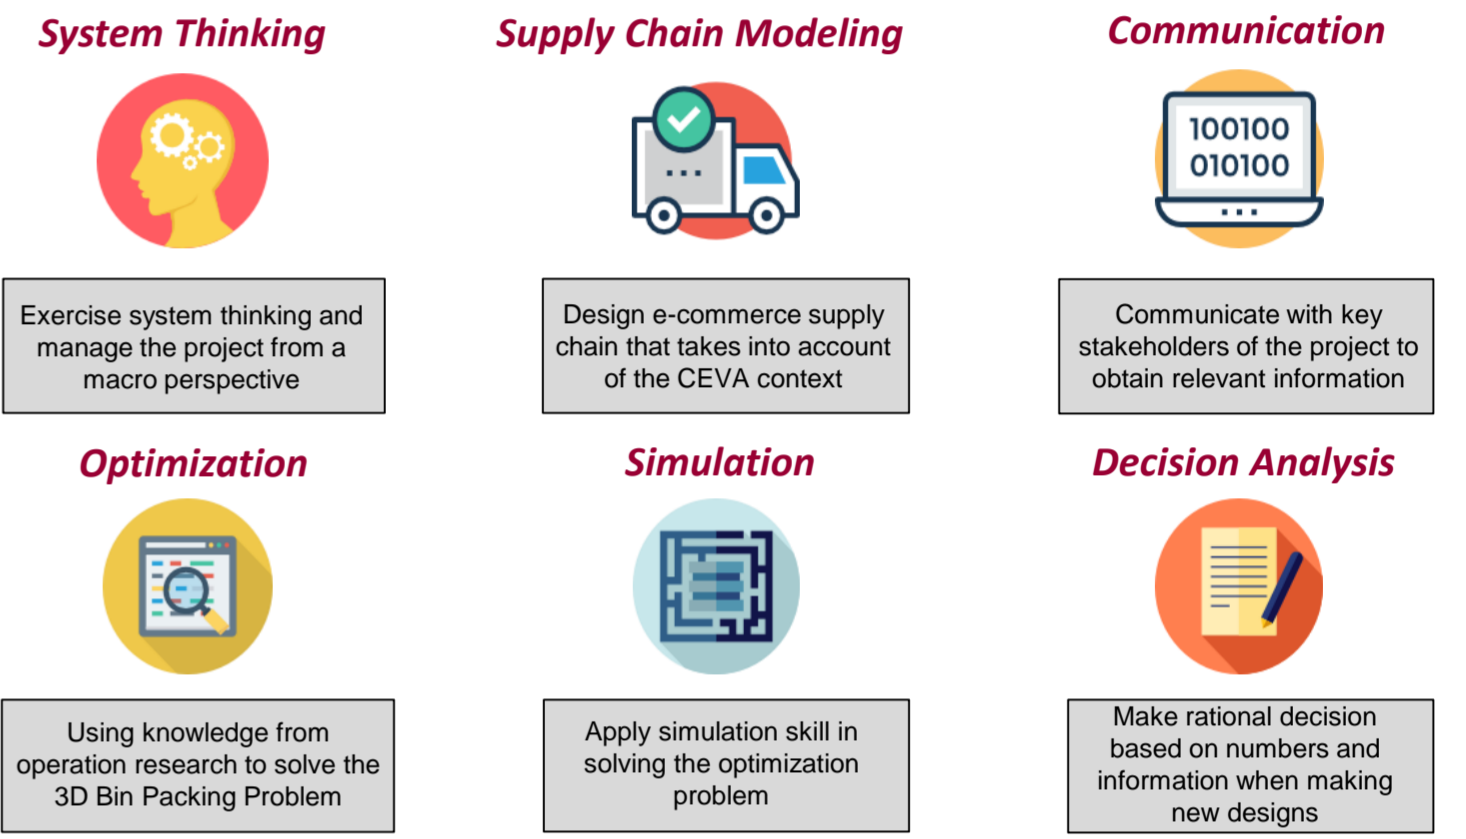 System Thinking
Supply Chain Modeling
Communication
100100
010100
Exercise system thinking and
manage the project from a
macro perspective
Design e-commerce supply
chain that takes into account
of the CEVA context
Communicate with key
stakeholders of the project to
obtain relevant information
Optimization
Simulation
Decision Analysis
Using knowledge from
operation research to solve the
3D Bin Packing Problem
Apply simulation skill in
solving the optimization
problem
Make rational decision
based on numbers and
information when making
new designs